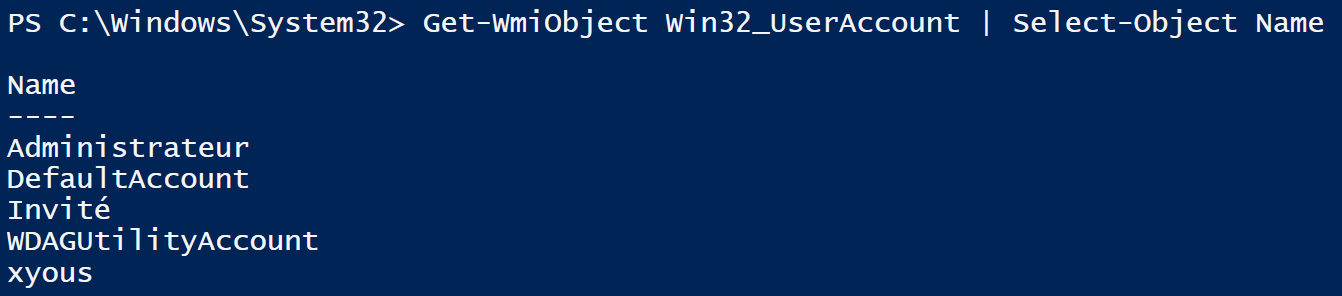 PS C:\Windows\System32> Get-WmiObject Win32_UserAccount | Select-Object Name
Name
----
Administrateur
DefaultAccount
Invité
WDAGUtilityAccount
xyous